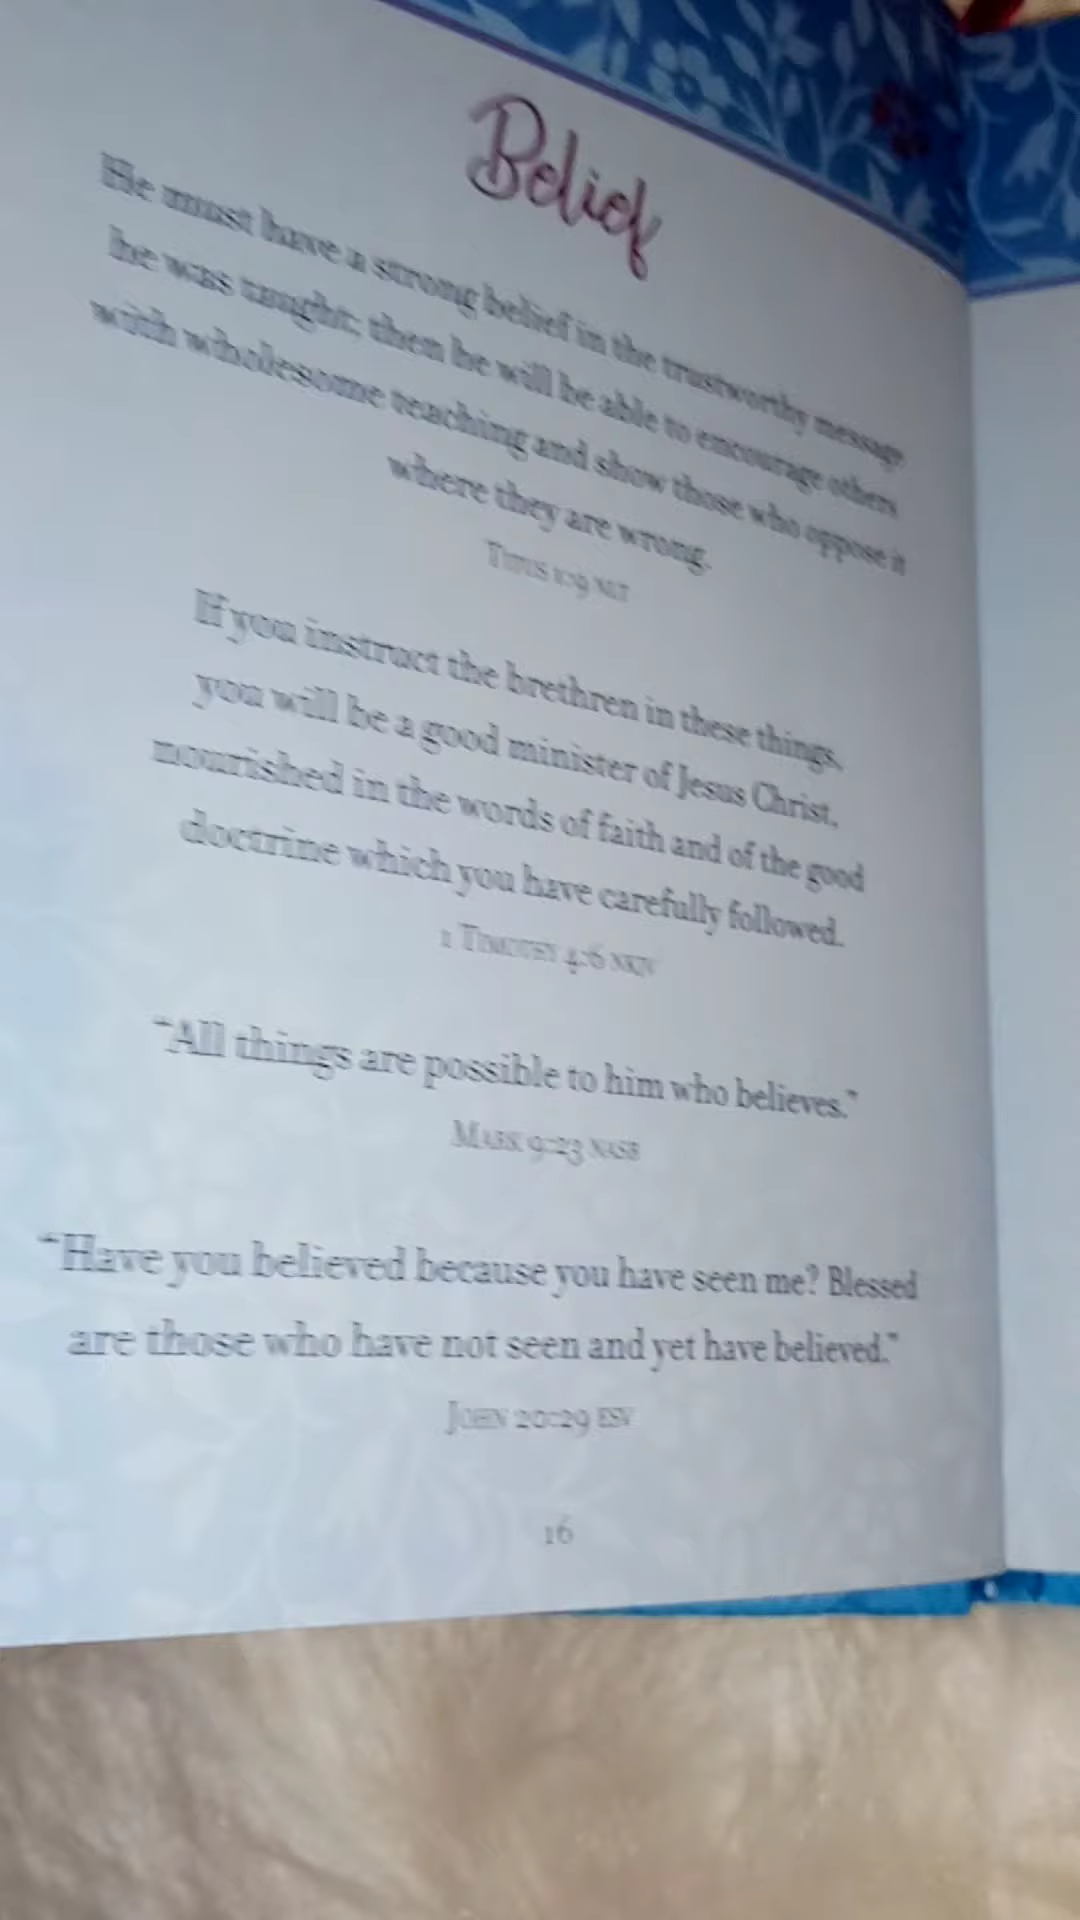 Belief
He must have a strong belief in the trustworthy message
he was taught; then he will be able to encourage others
with wholesome teaching and show those who oppose it
where they are wrong.
TITUS 1:9 NLT
If you instruct the brethren in these things,
you will be a good minister of Jesus Christ,
nourished in the words of faith and of the good
doctrine which you have carefully followed.
1 TIMOTHY 4:6 NKJV
“All things are possible to him who believes.”
MARK 9:23 NASB
“Have you believed because you have seen me? Blessed
are those who have not seen and yet have believed.”
JOHN 20:29 ESV
16